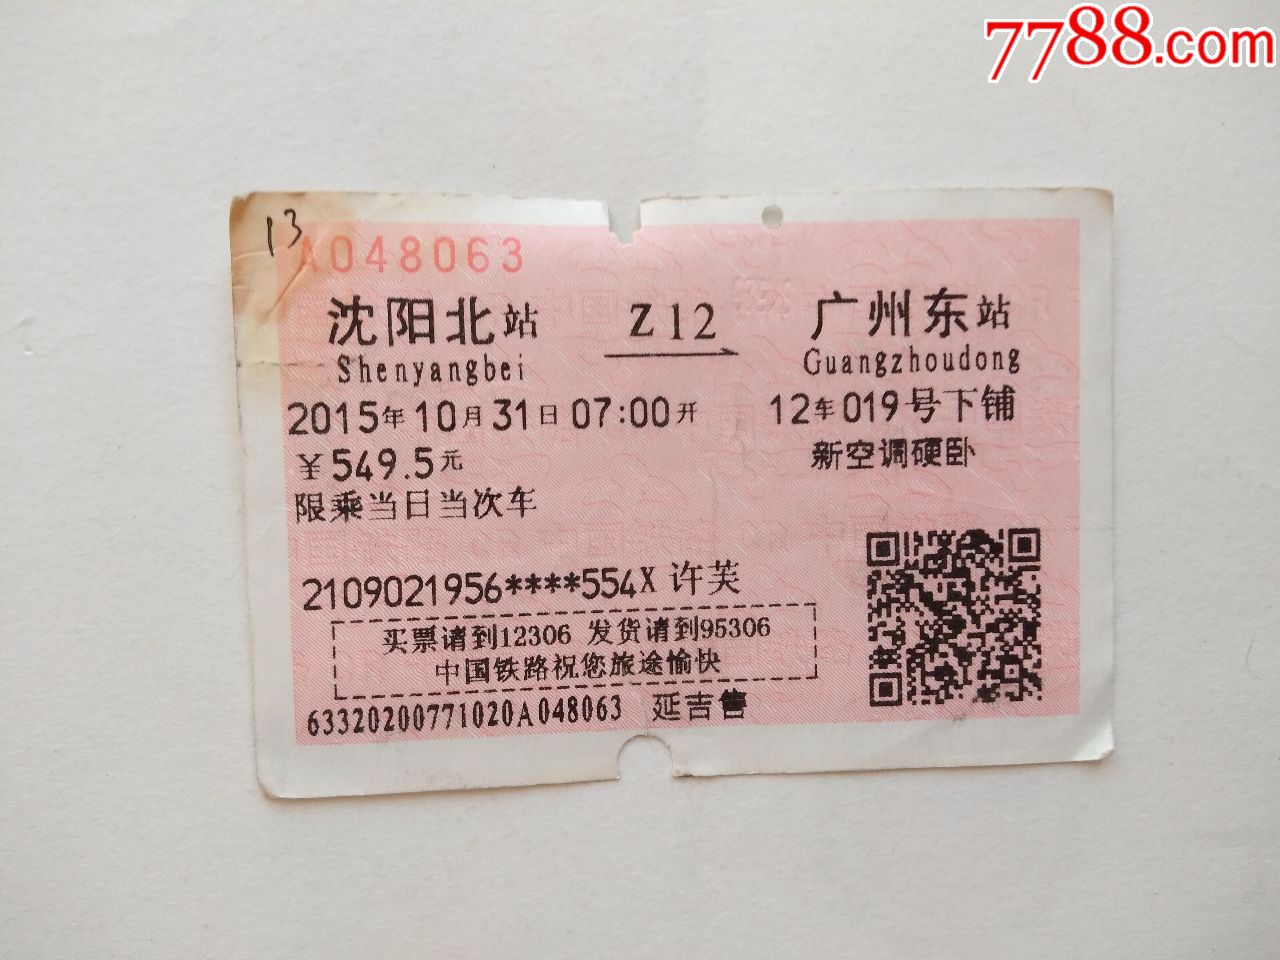 7788.com
13
A048063
沈阳北站 Z12 广州东站
Shenyangbei Guangzhoudong
2015年10月31日07:00开 12车019号下铺
￥549.5元 新空调硬卧
限乘当日当次车
2109021956****554X 许芙
买票请到12306 发货请到95306
中国铁路祝您旅途愉快
63320200771020A048063 延吉售